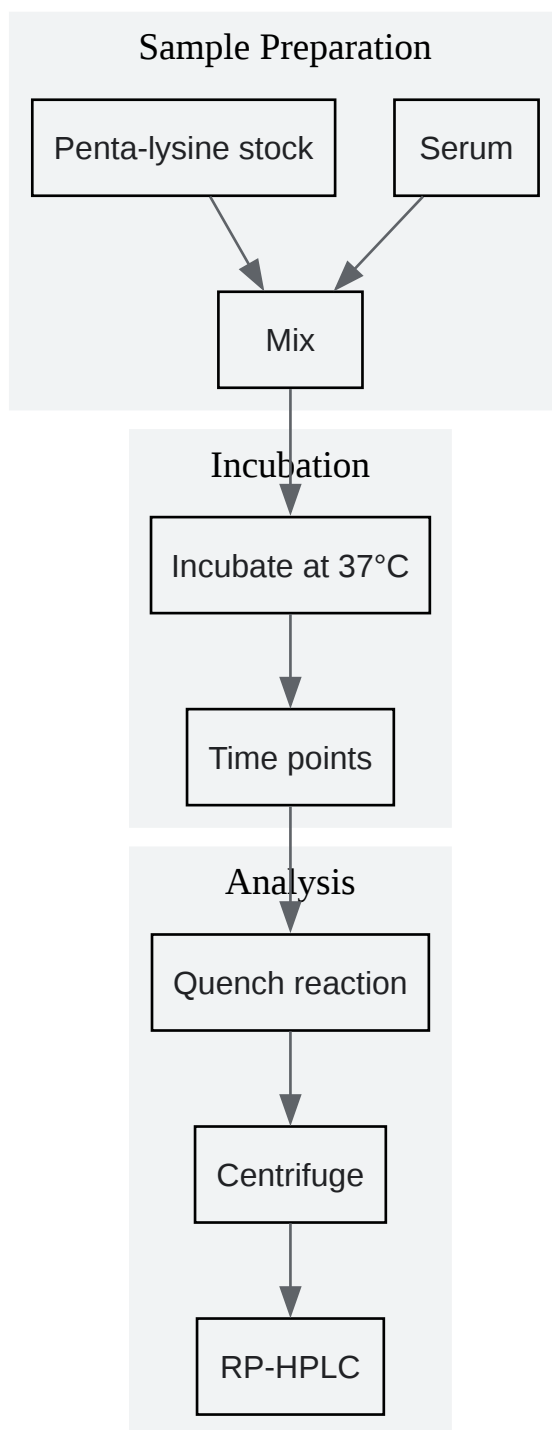 Sample Preparation
Penta-lysine stock
Serum
Mix
Incubation
Incubate at 37°C
Time points
Analysis
Quench reaction
Centrifuge
RP-HPLC